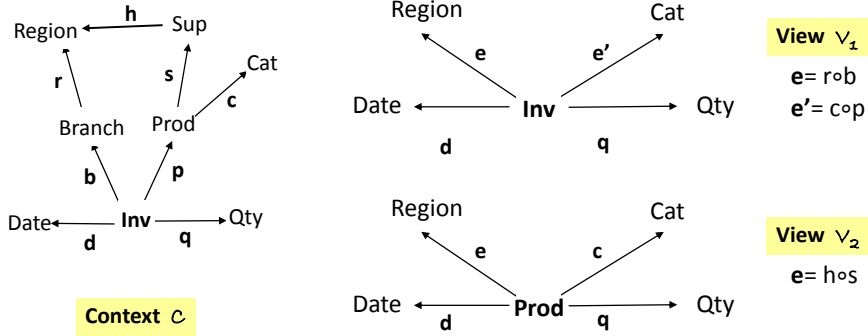 h
Region
Sup
r
s
Cat
c
Branch
Prod
b
p
Date
Inv
Qty
d
q
Context C
Region
Cat
e
e'
Date
Inv
Qty
d
q
View V1
e= r∘b
e'= c∘p
Region
Cat
e
c
Date
Prod
Qty
d
q
View V2
e= h∘s